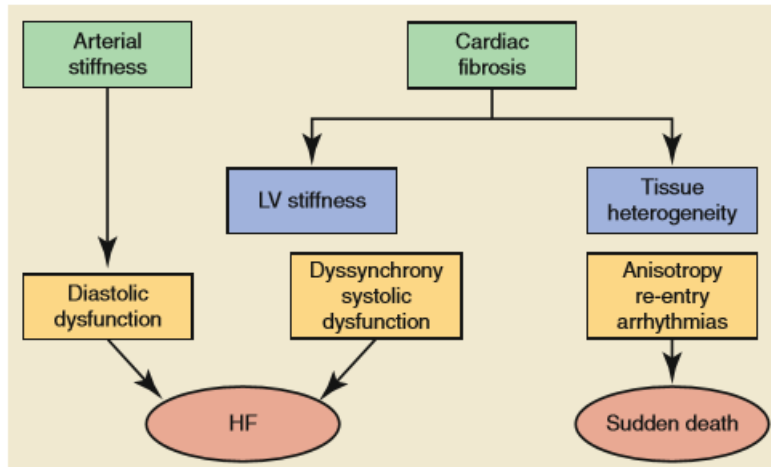 Arterial
stiffness
Cardiac
fibrosis
LV stiffness
Tissue
heterogeneity
Diastolic
dysfunction
Dyssynchrony
systolic
dysfunction
Anisotropy
re-entry
arrhythmias
HF
Sudden death